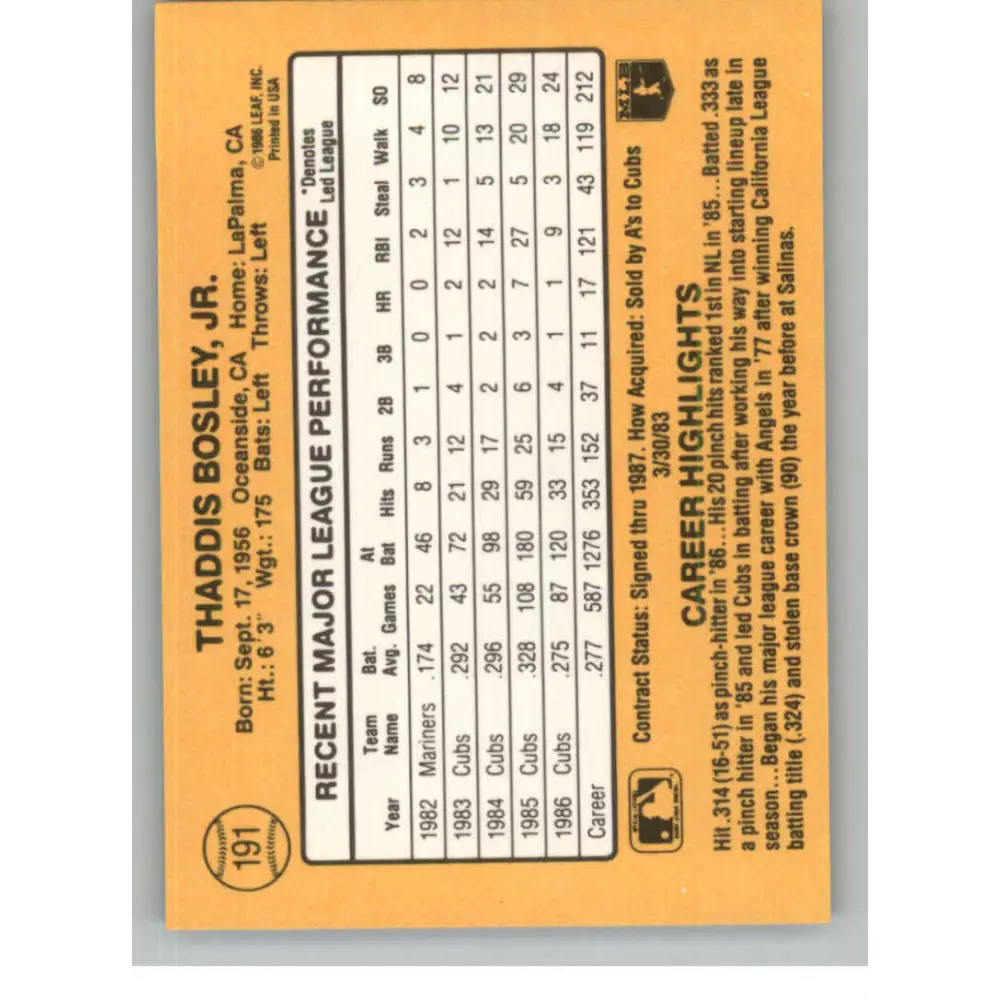 191
THADDIS BOSLEY, JR.
Born: Sept. 17, 1956 Oceanside, CA Home: LaPalma, CA
Ht.: 6'3" Wgt.: 175 Bats: Left Throws: Left
© 1986 LEAF, INC.
Printed in USA
RECENT MAJOR LEAGUE PERFORMANCE *Denotes Led League
Year Team Name Bat. Avg. Games At Bat Hits Runs 2B 3B HR RBI Steal Walk SO
1982 Mariners .174 22 46 8 3 1 0 0 2 3 4 8
1983 Cubs .292 43 72 21 12 4 1 2 12 1 10 12
1984 Cubs .296 55 98 29 17 2 2 2 14 5 13 21
1985 Cubs .328 108 180 59 25 6 3 7 27 5 20 29
1986 Cubs .275 87 120 33 15 4 1 1 9 3 18 24
Career .277 587 1276 353 152 37 11 17 121 43 119 212
Contract Status: Signed thru 1987. How Acquired: Sold by A's to Cubs
3/30/83
MLB
CAREER HIGHLIGHTS
Hit .314 (16-51) as pinch-hitter in '86...His 20 pinch hits ranked 1st in NL in '85...Batted .333 as
a pinch hitter in '85 and led Cubs in batting after working his way into starting lineup late in
season...Began his major league career with Angels in '77 after winning California League
batting title (.324) and stolen base crown (90) the year before at Salinas.